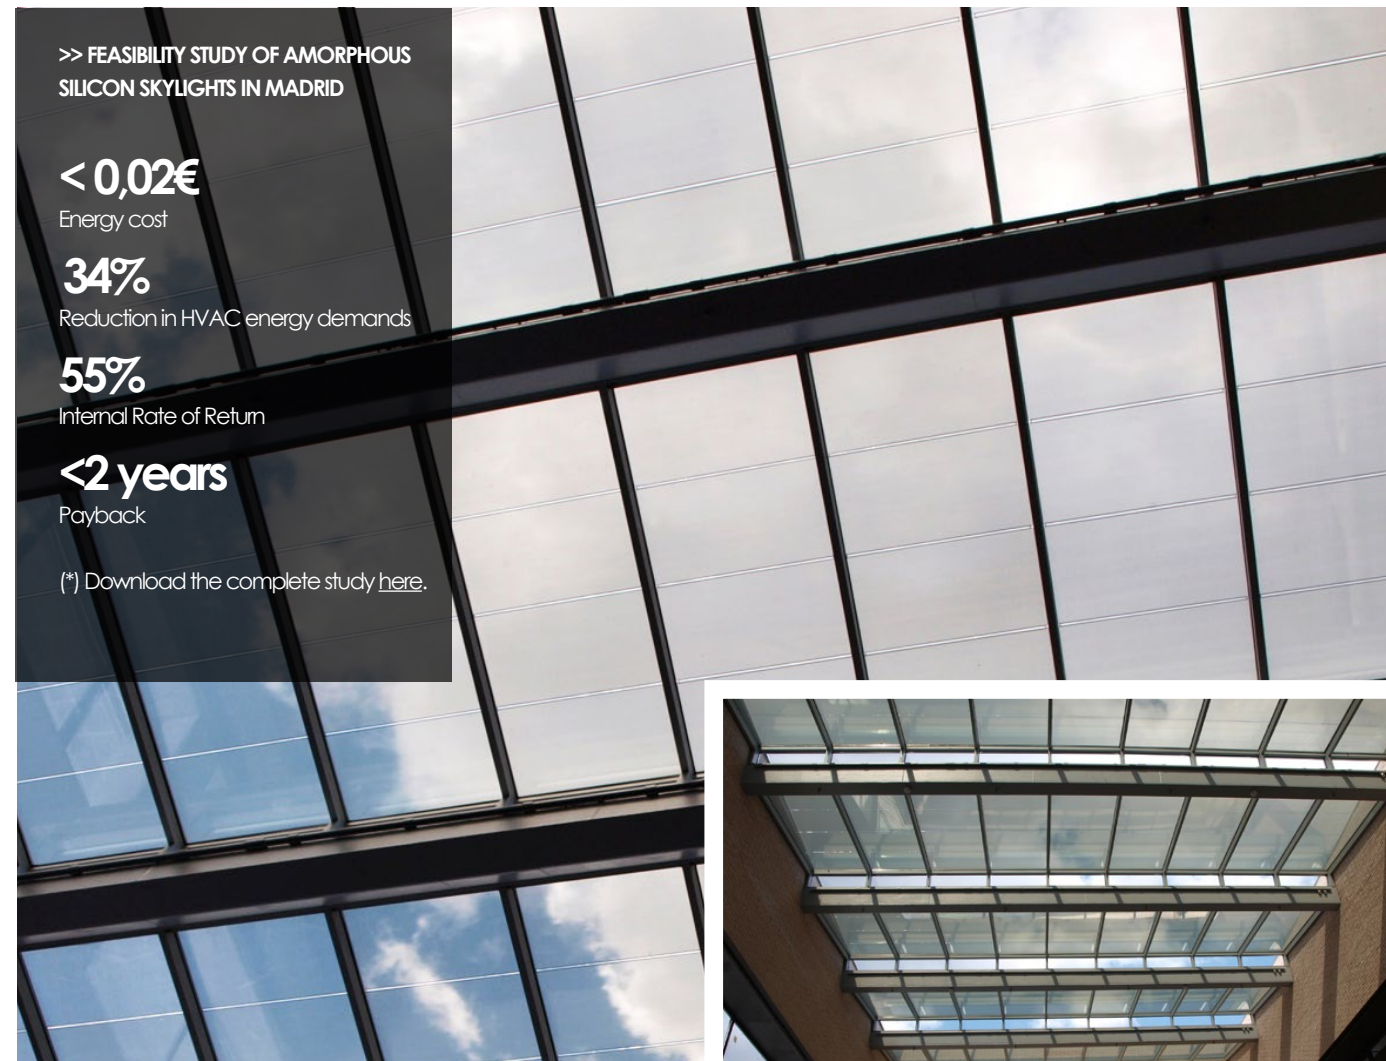 >> FEASIBILITY STUDY OF AMORPHOUS
SILICON SKYLIGHTS IN MADRID
< 0,02€
Energy cost
34%
Reduction in HVAC energy demands
55%
Internal Rate of Return
<2 years
Payback
(*) Download the complete study here.